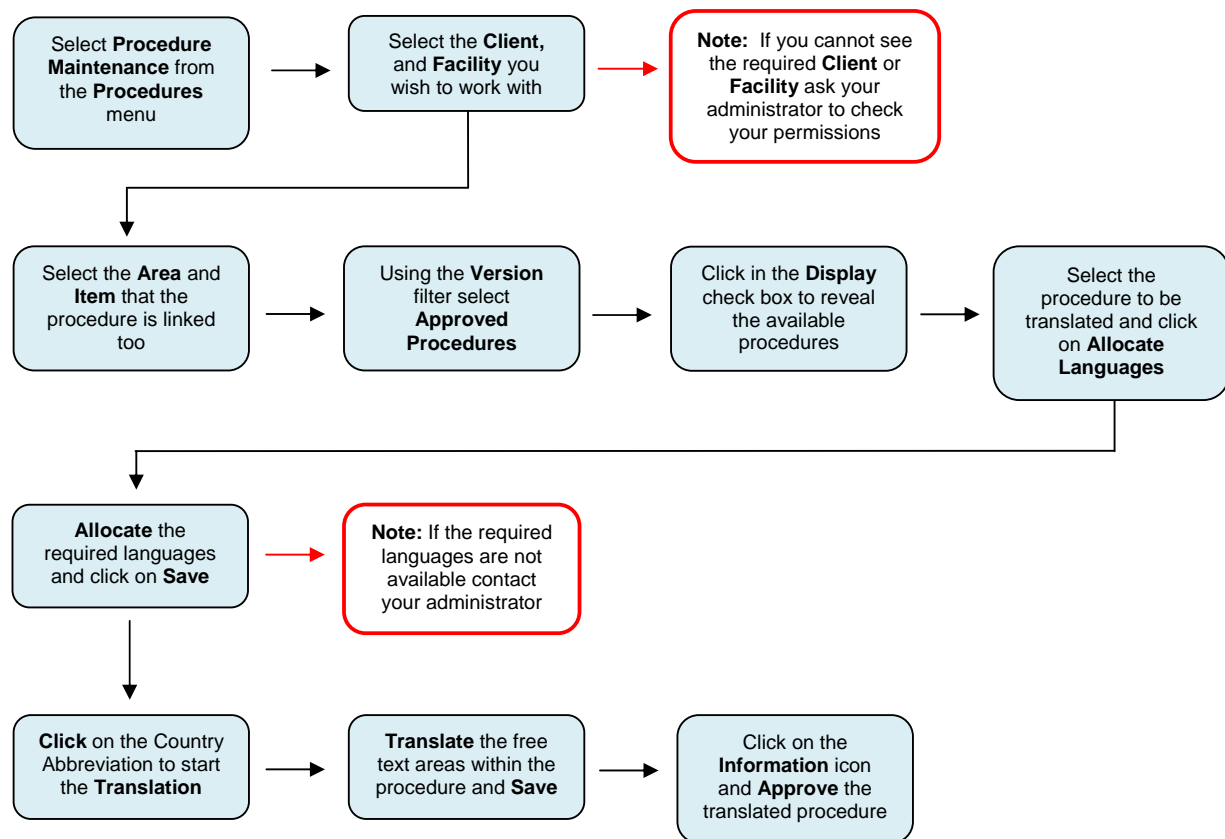 Select Procedure
Maintenance from
the Procedures
menu
Select the Client,
and Facility you
wish to work with
Note:  If you cannot see
the required Client or
Facility ask your
administrator to check
your permissions
Select the Area and
Item that the
procedure is linked
too
Using the Version
filter select
Approved
Procedures
Click in the Display
check box to reveal
the available
procedures
Select the
procedure to be
translated and click
on Allocate
Languages
Allocate the
required languages
and click on Save
Note: If the required
languages are not
available contact
your administrator
Click on the Country
Abbreviation to start
the Translation
Translate the free
text areas within the
procedure and Save
Click on the
Information icon
and Approve the
translated procedure